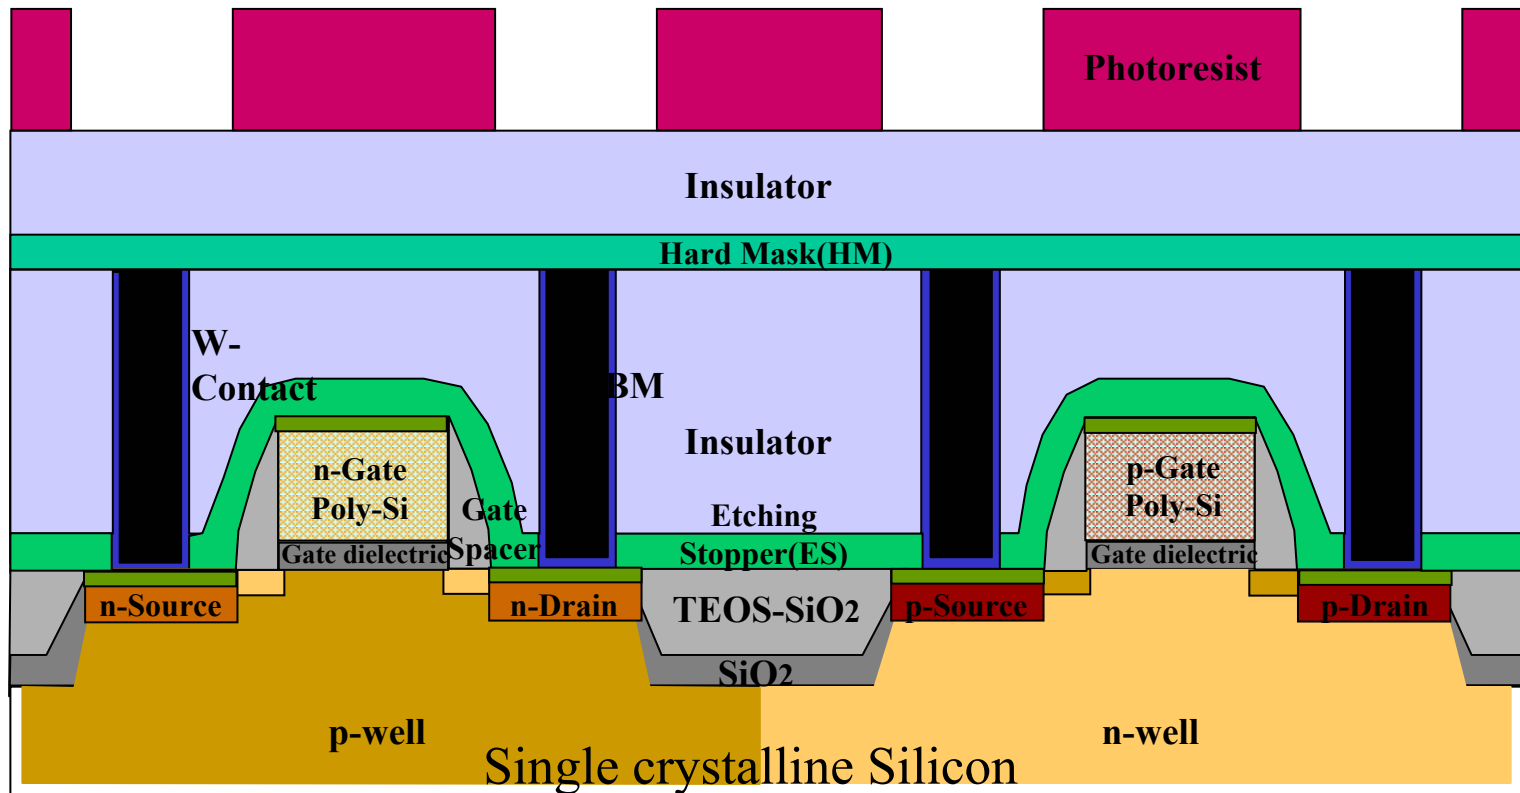 Photoresist
Insulator
Hard Mask(HM)
W-
Contact
BM
Insulator
n-Gate
Poly-Si
p-Gate
Poly-Si
Gate
Spacer
Etching
Stopper(ES)
Gate dielectric
Gate dielectric
n-Source
n-Drain
TEOS-SiO2
p-Source
p-Drain
SiO2
p-well
n-well
Single crystalline Silicon